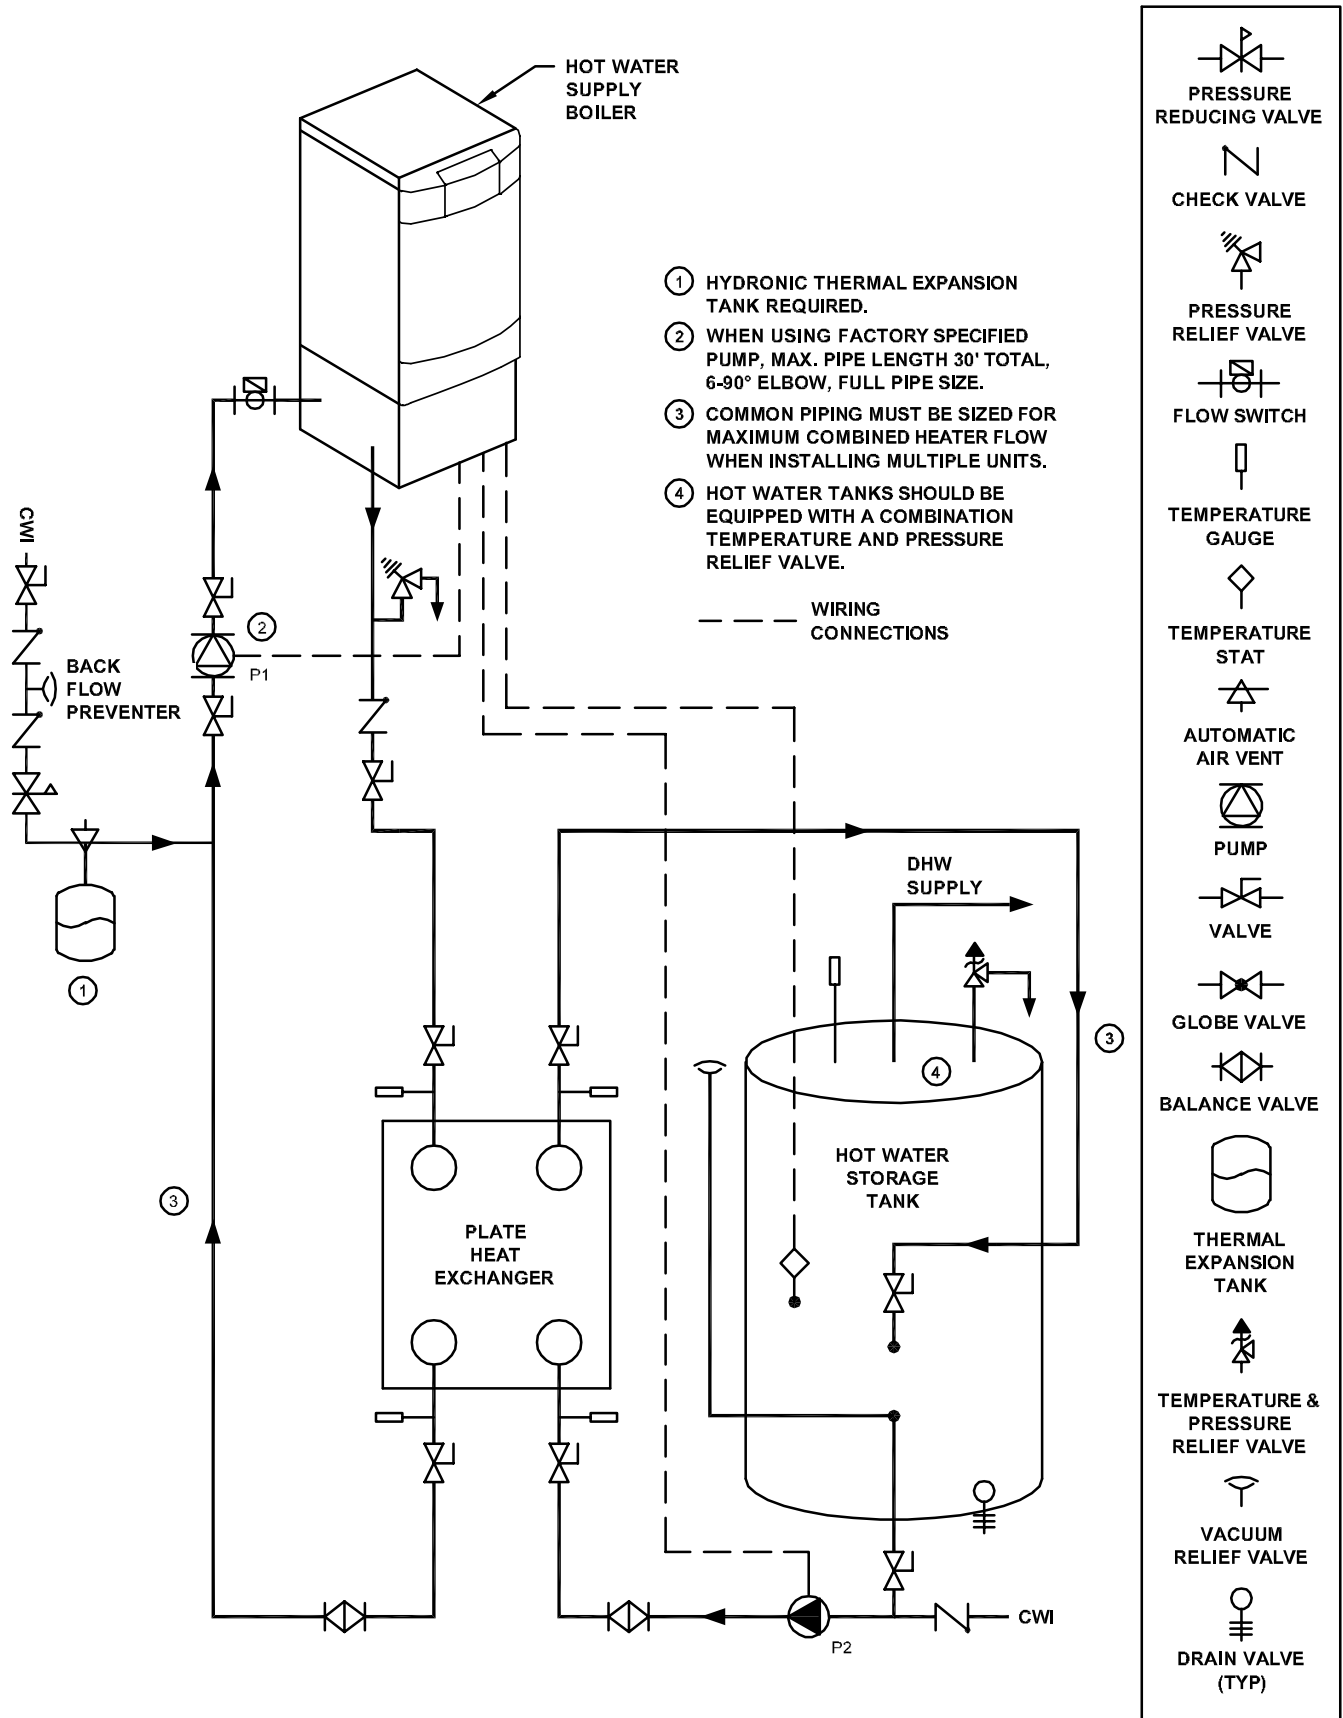 HOT WATER
SUPPLY
BOILER
1 HYDRONIC THERMAL EXPANSION
TANK REQUIRED.
2 WHEN USING FACTORY SPECIFIED
PUMP, MAX. PIPE LENGTH 30' TOTAL,
6-90° ELBOW, FULL PIPE SIZE.
3 COMMON PIPING MUST BE SIZED FOR
MAXIMUM COMBINED HEATER FLOW
WHEN INSTALLING MULTIPLE UNITS.
4 HOT WATER TANKS SHOULD BE
EQUIPPED WITH A COMBINATION
TEMPERATURE AND PRESSURE
RELIEF VALVE.
WIRING
CONNECTIONS
CWI
2
P1
BACK
FLOW
PREVENTER
1
DHW
SUPPLY
3
4
HOT WATER
STORAGE
TANK
3
PLATE
HEAT
EXCHANGER
CWI
P2
PRESSURE
REDUCING VALVE
CHECK VALVE
PRESSURE
RELIEF VALVE
FLOW SWITCH
TEMPERATURE
GAUGE
TEMPERATURE
STAT
AUTOMATIC
AIR VENT
PUMP
VALVE
GLOBE VALVE
BALANCE VALVE
THERMAL
EXPANSION
TANK
TEMPERATURE &
PRESSURE
RELIEF VALVE
VACUUM
RELIEF VALVE
DRAIN VALVE
(TYP)